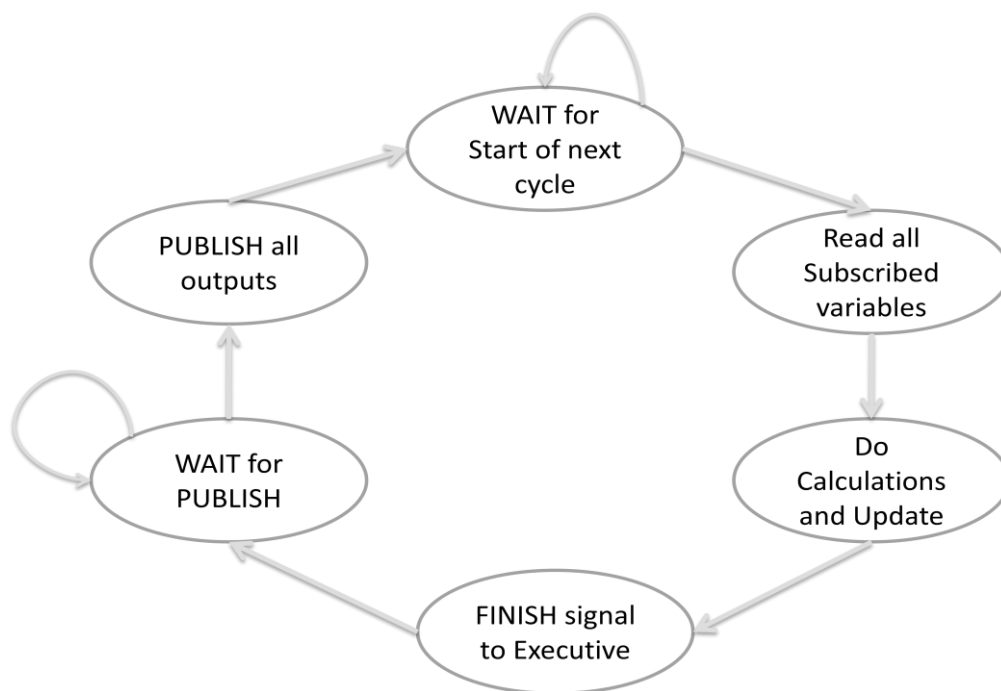 WAIT for
Start of next
cycle
Read all
Subscribed
variables
Do
Calculations
and Update
FINISH signal
to Executive
WAIT for
PUBLISH
PUBLISH all
outputs